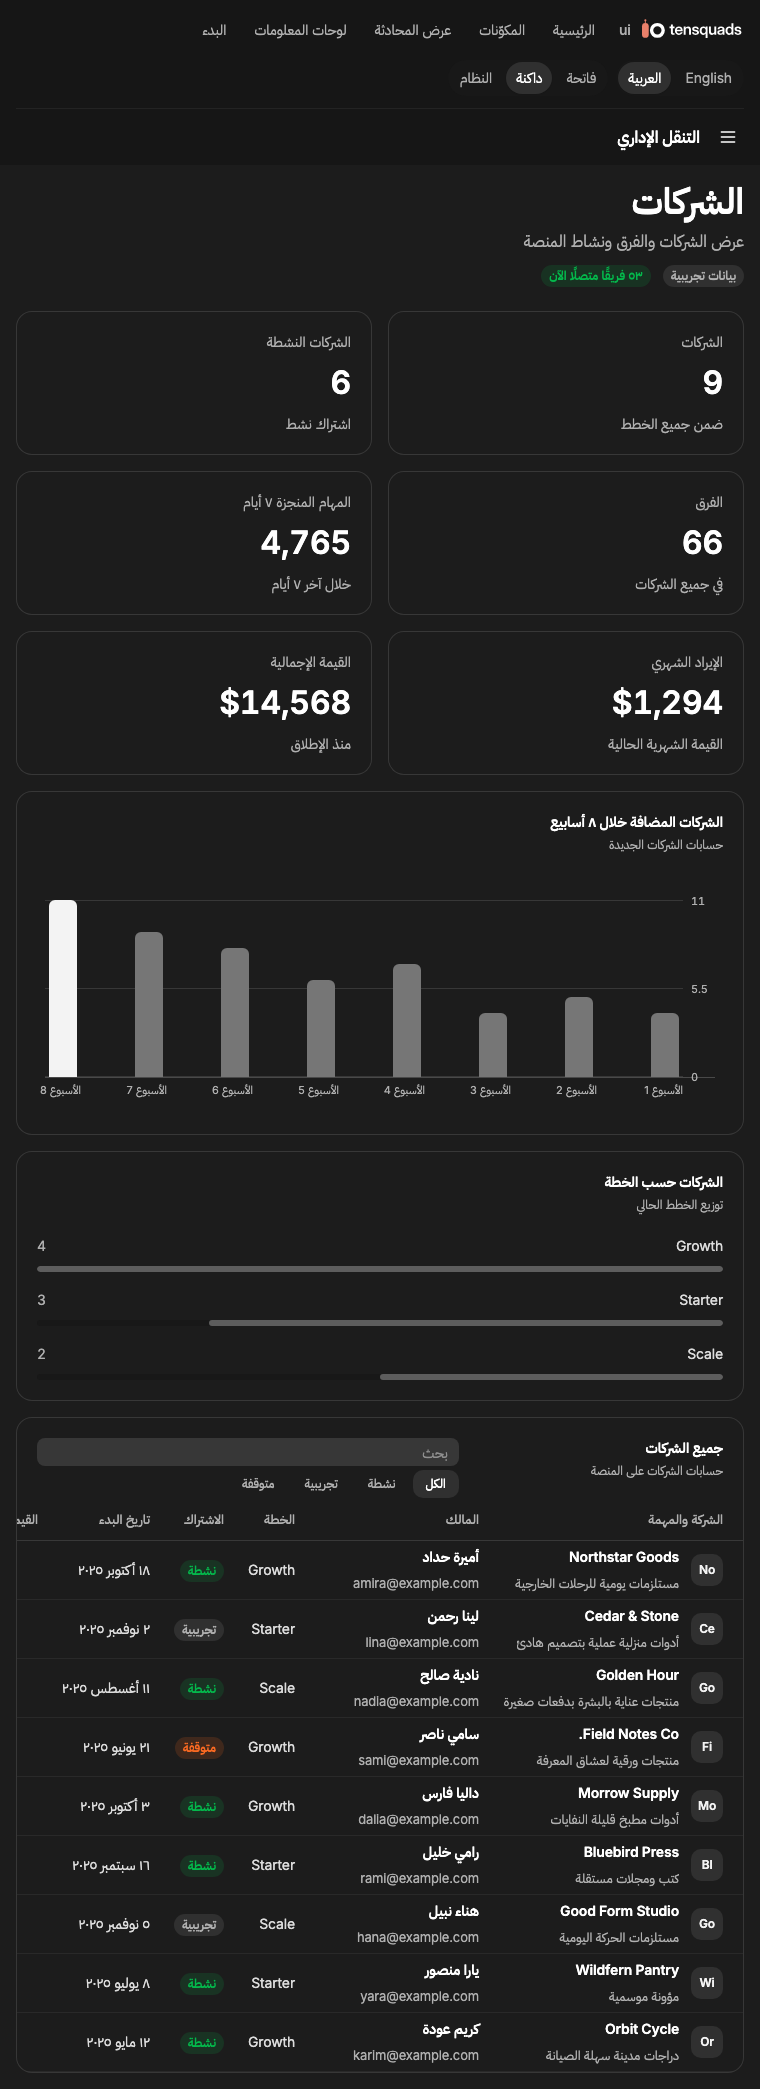 tensquads ui الرئيسية المكوّنات عرض المحادثة لوحات المعلومات البدء
English العربية فاتحة داكنة النظام
التنقل الإداري
الشركات
عرض الشركات والفرق ونشاط المنصة
بيانات تجريبية ٥٣ فريقًا متصلًا الآن
الشركات
9
ضمن جميع الخطط
الشركات النشطة
6
اشتراك نشط
الفرق
66
في جميع الشركات
المهام المنجزة ٧ أيام
4,765
خلال آخر ٧ أيام
الإيراد الشهري
$1,294
القيمة الشهرية الحالية
القيمة الإجمالية
$14,568
منذ الإطلاق
الشركات المضافة خلال ٨ أسابيع
حسابات الشركات الجديدة
11
5.5
0
الأسبوع 1 الأسبوع 2 الأسبوع 3 الأسبوع 4 الأسبوع 5 الأسبوع 6 الأسبوع 7 الأسبوع 8
الشركات حسب الخطة
توزيع الخطط الحالي
Growth 4
Starter 3
Scale 2
جميع الشركات
حسابات الشركات على المنصة
بحث
الكل نشطة تجريبية متوقفة
الشركة والمهمة المالك الخطة الاشتراك تاريخ البدء القيم
No Northstar Goods أميرة حداد Growth نشطة ١٨ أكتوبر ٢٠٢٥
مستلزمات يومية للرحلات الخارجية amira@example.com
Ce Cedar & Stone لينا رحمن Starter تجريبية ٢ نوفمبر ٢٠٢٥
أدوات منزلية عملية بتصميم هادئ lina@example.com
Go Golden Hour نادية صالح Scale نشطة ١١ أغسطس ٢٠٢٥
منتجات عناية بالبشرة بدفعات صغيرة nadia@example.com
Fi Field Notes Co. سامي ناصر Growth متوقفة ٢١ يونيو ٢٠٢٥
منتجات ورقية لعشاق المعرفة sami@example.com
Mo Morrow Supply داليا فارس Growth نشطة ٣ أكتوبر ٢٠٢٥
أدوات مطبخ قليلة النفايات dalia@example.com
Bl Bluebird Press رامي خليل Starter نشطة ١٦ سبتمبر ٢٠٢٥
كتب ومجلات مستقلة rami@example.com
Go Good Form Studio هناء نبيل Scale تجريبية ٥ نوفمبر ٢٠٢٥
مستلزمات الحركة اليومية hana@example.com
Wi Wildfern Pantry يارا منصور Starter نشطة ٨ يوليو ٢٠٢٥
مؤونة موسمية yara@example.com
Or Orbit Cycle كريم عودة Growth نشطة ١٢ مايو ٢٠٢٥
دراجات مدينة سهلة الصيانة karim@example.com